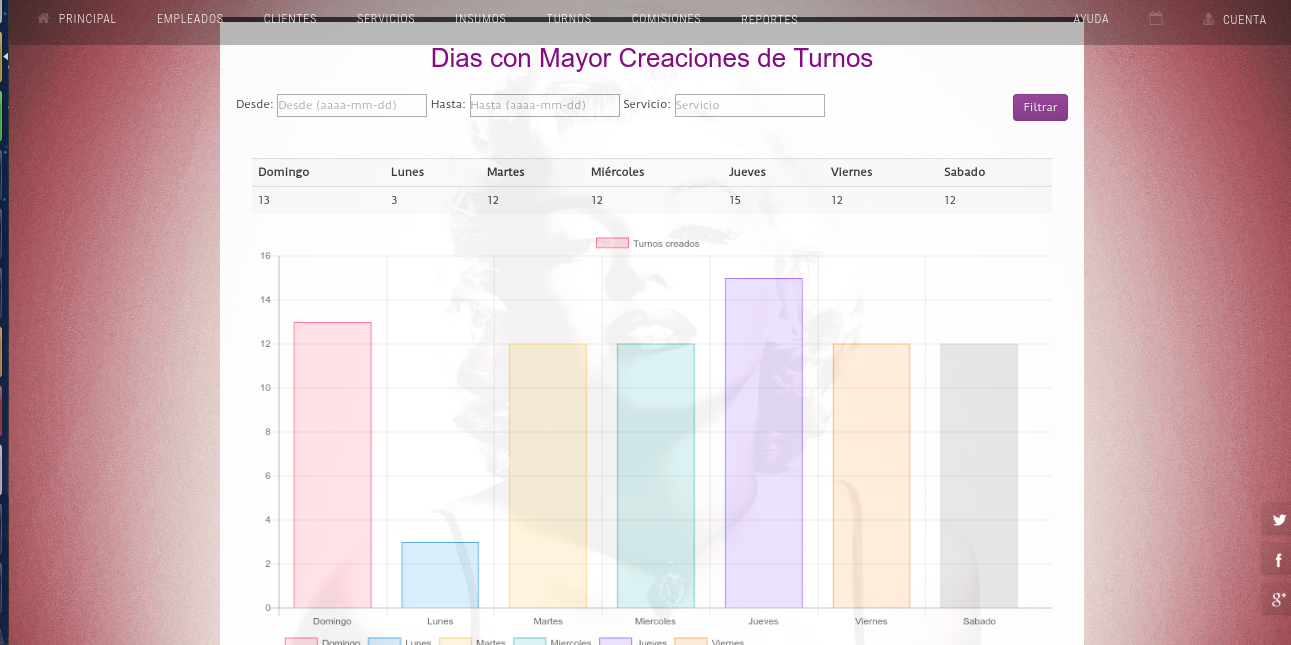 PRINCIPAL EMPLEADOS CLIENTES SERVICIOS INSUMOS TURNOS COMISIONES REPORTES AYUDA CUENTA
Dias con Mayor Creaciones de Turnos
Desde: Desde (aaaa-mm-dd) Hasta: Hasta (aaaa-mm-dd) Servicio: Servicio Filtrar
Domingo Lunes Martes Miércoles Jueves Viernes Sabado
13 3 12 12 15 12 12
Turnos creados
16
14
12
10
8
6
4
2
0
Domingo Lunes Martes Miercoles Jueves Viernes Sabado
Domingo Lunes Martes Miercoles Jueves Viernes